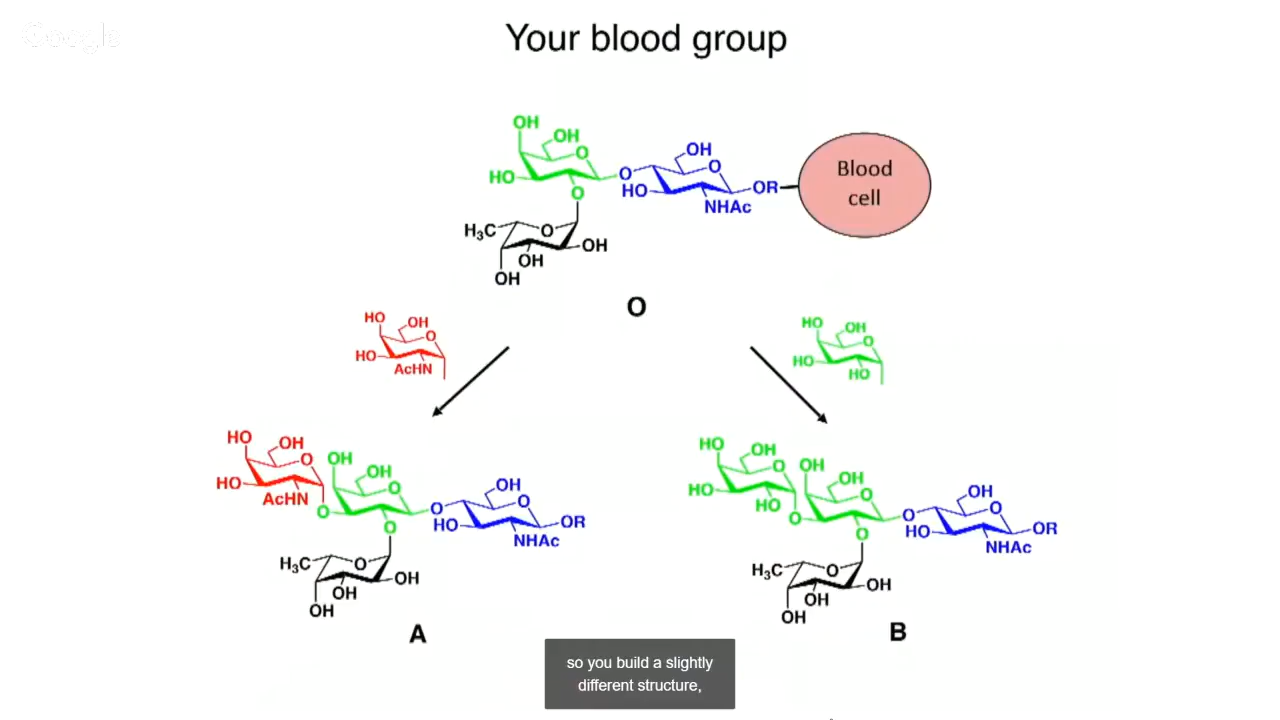 Google
Your blood group
OH
OH
O
HO
O
OH
O
HO
NHAc
OR
Blood
cell
O
H₃C
O
OH
OH
OH
O
HO
OH
O
HO
AcHN
HO
OH
O
HO
HO
HO
OH
O
HO
AcHN
OH
OH
O
O
O
OH
O
HO
NHAc
OR
O
H₃C
O
OH
OH
OH
A
HO
OH
O
HO
HO
OH
OH
O
O
O
OH
O
HO
NHAc
OR
O
H₃C
O
OH
OH
OH
B
so you build a slightly
different structure,